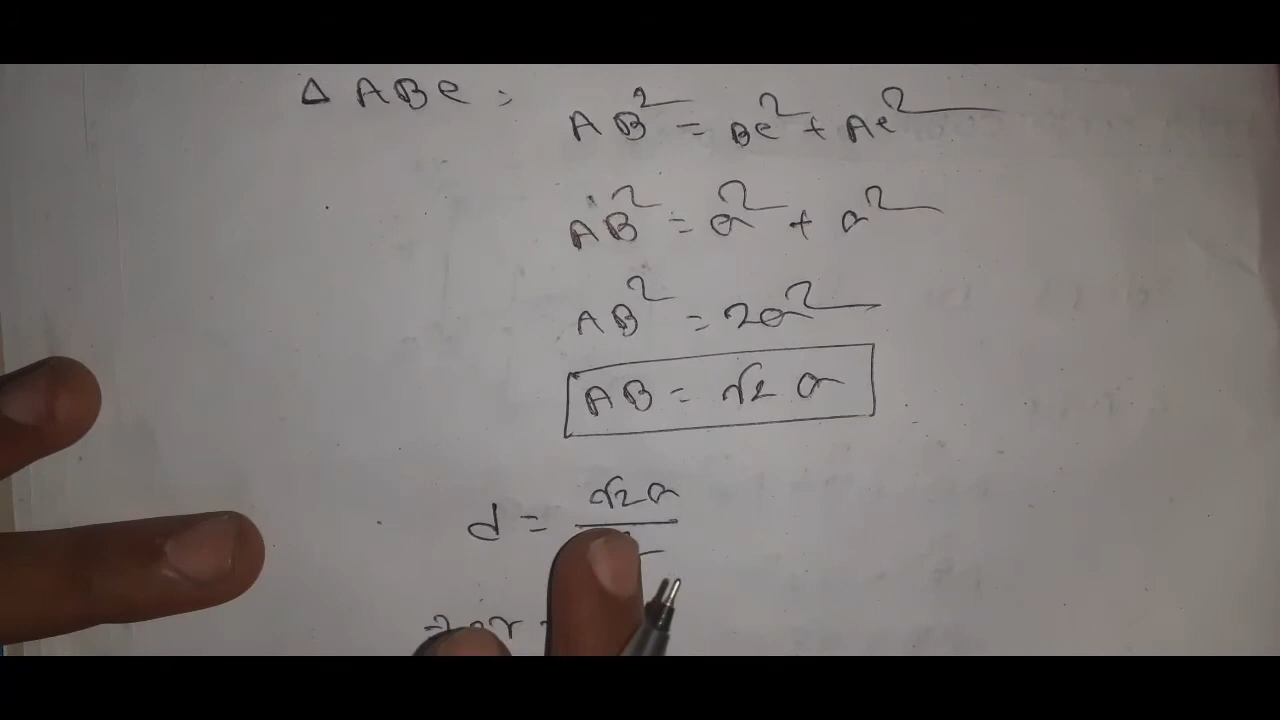 Δ ABC :
AB² = BC² + AC²
AB² = a² + a²
AB² = 2a²
AB = √2 a
d = √2a